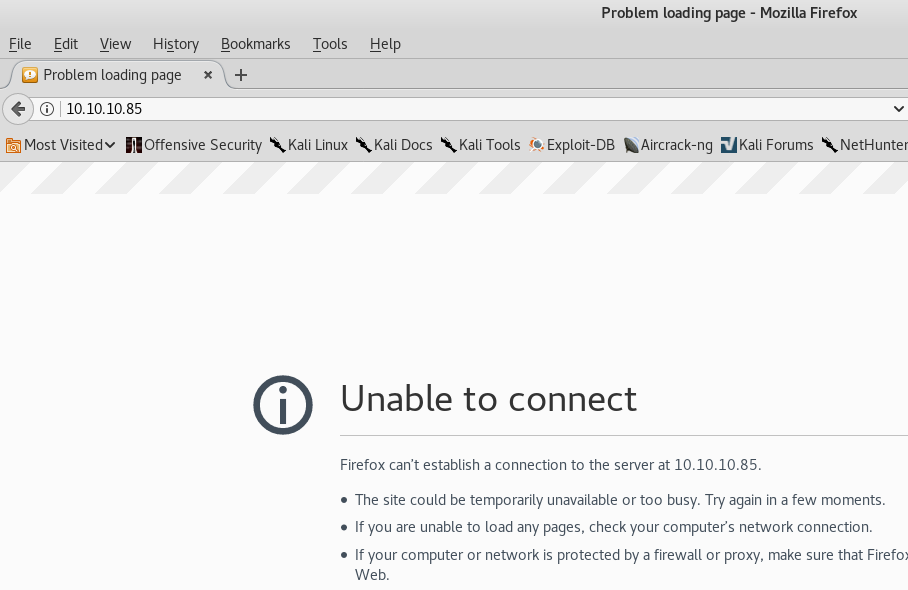 Problem loading page - Mozilla Firefox
File Edit View History Bookmarks Tools Help
Problem loading page × +
10.10.10.85
Most Visited Offensive Security Kali Linux Kali Docs Kali Tools Exploit-DB Aircrack-ng Kali Forums NetHunter
Unable to connect
Firefox can’t establish a connection to the server at 10.10.10.85.
• The site could be temporarily unavailable or too busy. Try again in a few moments.
• If you are unable to load any pages, check your computer’s network connection.
• If your computer or network is protected by a firewall or proxy, make sure that Firefox
Web.